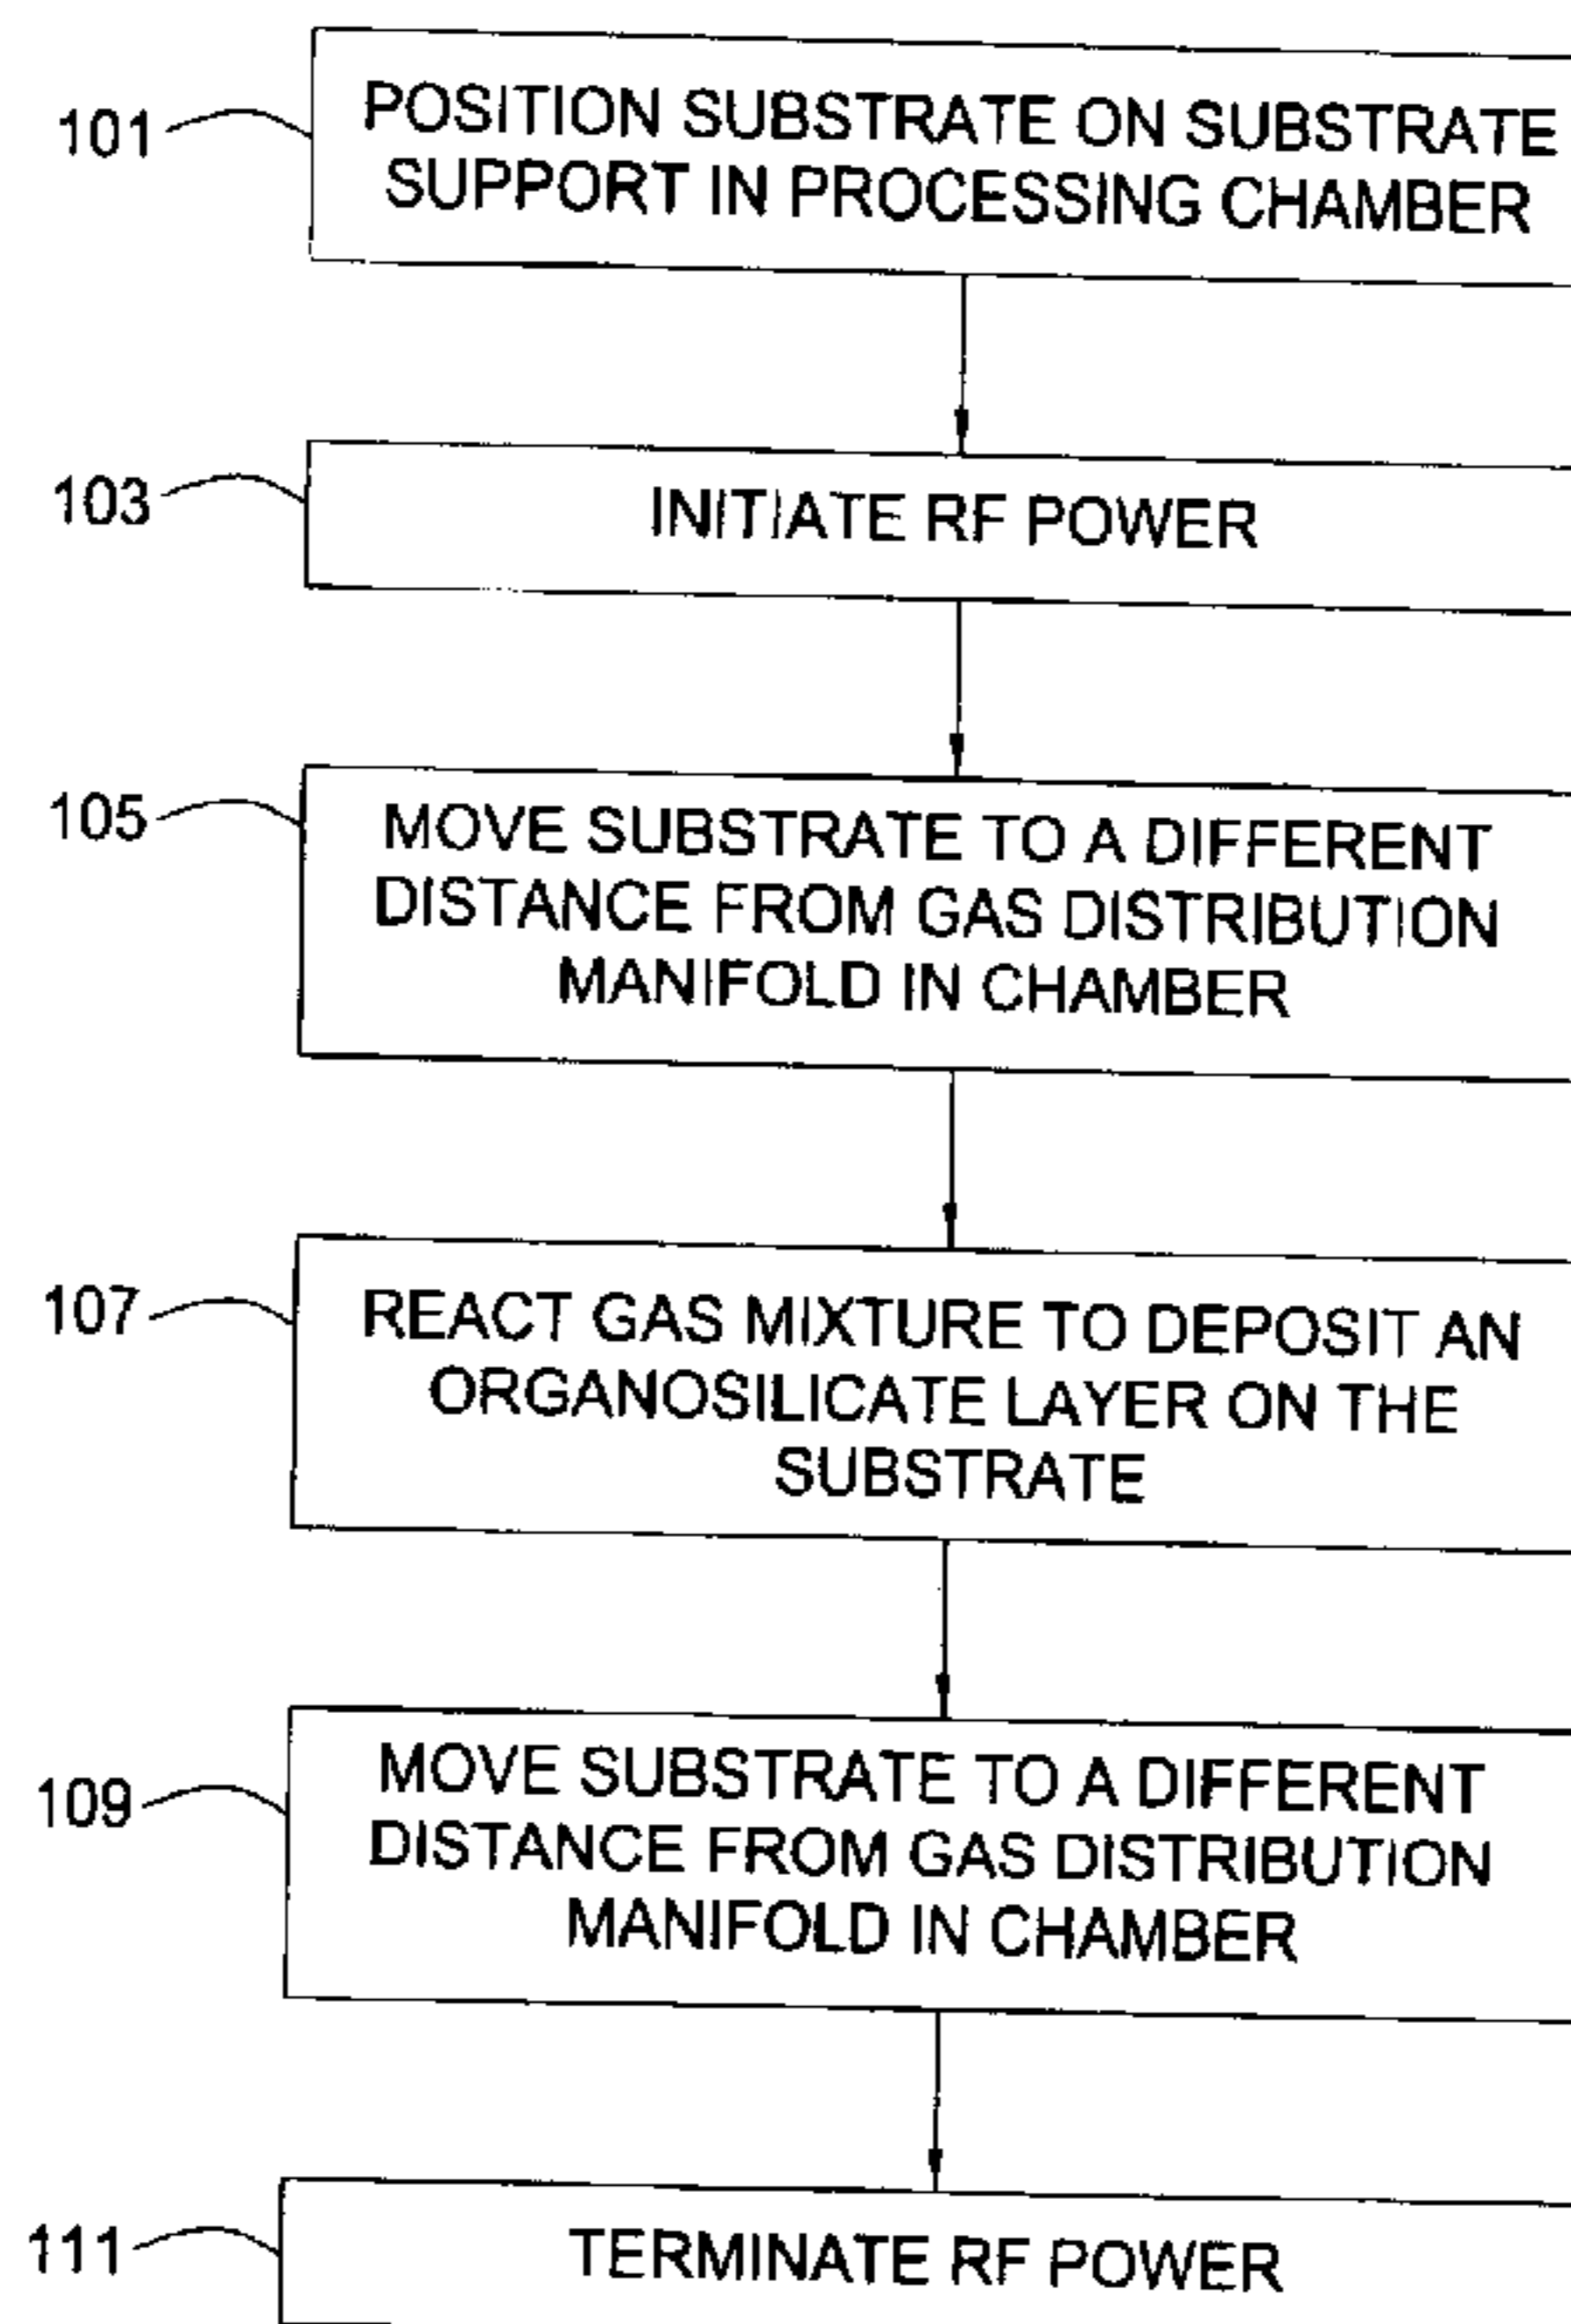 101
POSITION SUBSTRATE ON SUBSTRATE
SUPPORT IN PROCESSING CHAMBER
103
INITIATE RF POWER
105
MOVE SUBSTRATE TO A DIFFERENT
DISTANCE FROM GAS DISTRIBUTION
MANIFOLD IN CHAMBER
107
REACT GAS MIXTURE TO DEPOSIT AN
ORGANOSILICATE LAYER ON THE
SUBSTRATE
109
MOVE SUBSTRATE TO A DIFFERENT
DISTANCE FROM GAS DISTRIBUTION
MANIFOLD IN CHAMBER
111
TERMINATE RF POWER